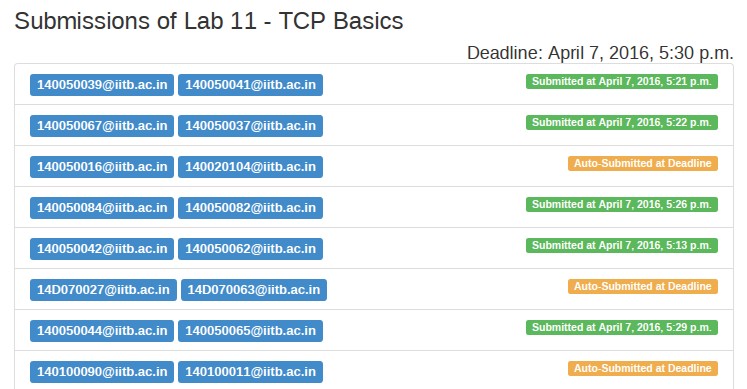 Submissions of Lab 11 - TCP Basics
Deadline: April 7, 2016, 5:30 p.m.
140050039@iitb.ac.in 140050041@iitb.ac.in Submitted at April 7, 2016, 5:21 p.m.
140050067@iitb.ac.in 140050037@iitb.ac.in Submitted at April 7, 2016, 5:22 p.m.
140050016@iitb.ac.in 140020104@iitb.ac.in Auto-Submitted at Deadline
140050084@iitb.ac.in 140050082@iitb.ac.in Submitted at April 7, 2016, 5:26 p.m.
140050042@iitb.ac.in 140050062@iitb.ac.in Submitted at April 7, 2016, 5:13 p.m.
14D070027@iitb.ac.in 14D070063@iitb.ac.in Auto-Submitted at Deadline
140050044@iitb.ac.in 140050065@iitb.ac.in Submitted at April 7, 2016, 5:29 p.m.
140100090@iitb.ac.in 140100011@iitb.ac.in Auto-Submitted at Deadline